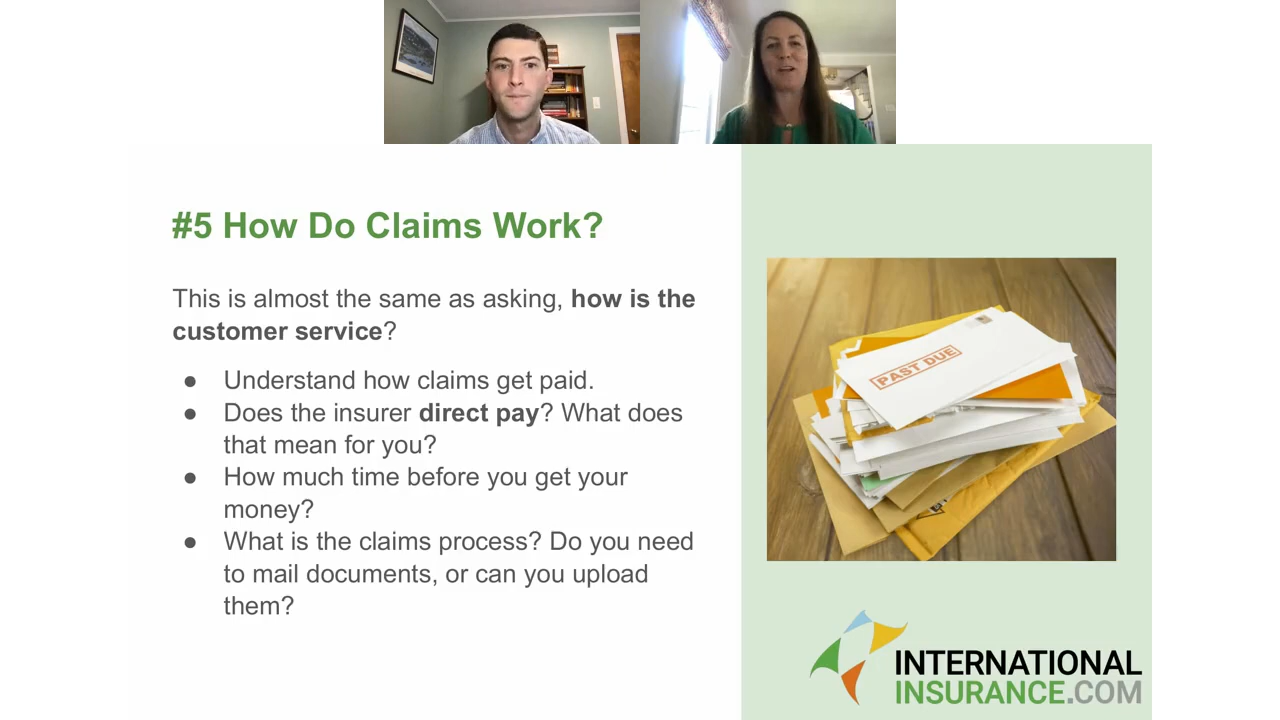 #5 How Do Claims Work?
This is almost the same as asking, how is the
customer service?
● Understand how claims get paid.
● Does the insurer direct pay? What does
that mean for you?
● How much time before you get your
money?
● What is the claims process? Do you need
to mail documents, or can you upload
them?
PAST DUE
INTERNATIONAL
INSURANCE.COM